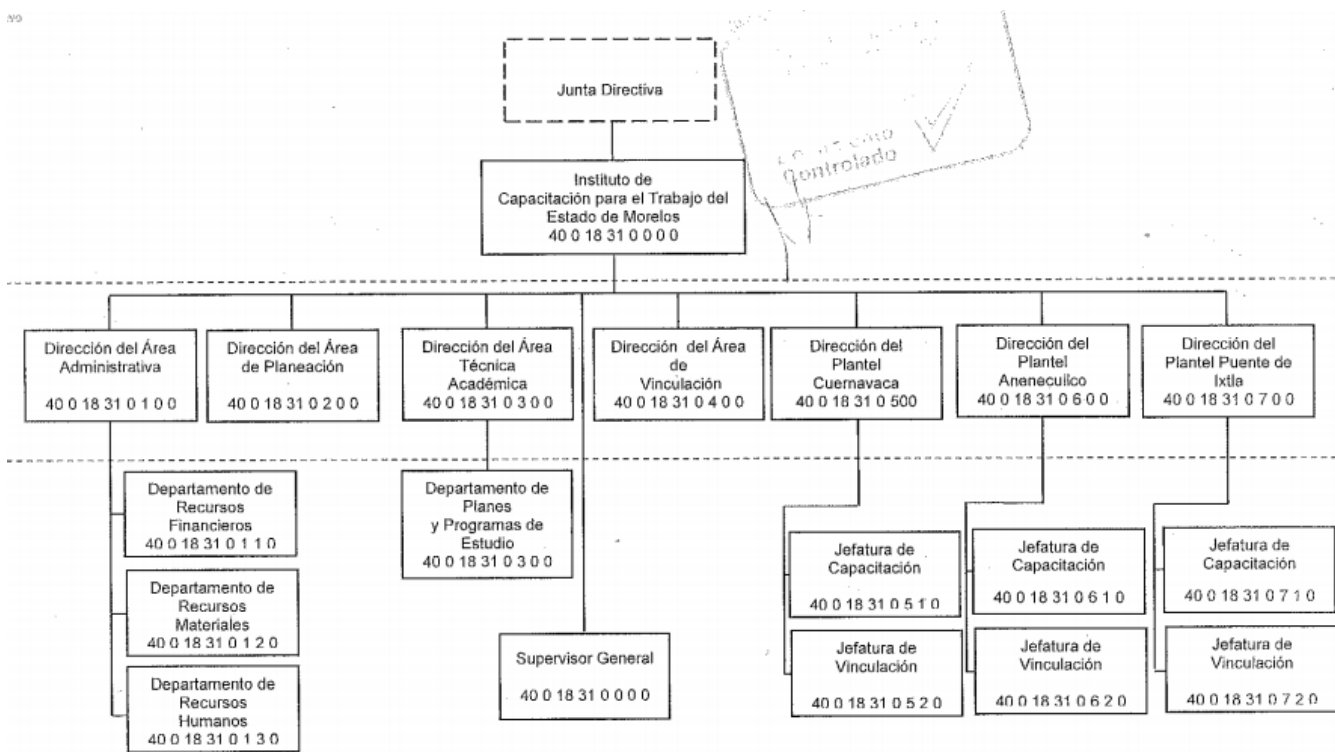 Junta Directiva
Controlado
Instituto de
Capacitación para el Trabajo del
Estado de Morelos
40 0 18 31 0 0 0 0
Dirección del Área
Administrativa
40 0 18 31 0 1 0 0
Dirección del Área
de Planeación
40 0 18 31 0 2 0 0
Dirección del Área
Técnica
Académica
40 0 18 31 0 3 0 0
Dirección del Área
de
Vinculación
40 0 18 31 0 4 0 0
Dirección del
Plantel
Cuernavaca
40 0 18 31 0 500
Dirección del
Plantel
Anenecuilco
40 0 18 31 0 6 0 0
Dirección del
Plantel Puente de
Ixtla
40 0 18 31 0 7 0 0
Departamento de
Recursos
Financieros
40 0 18 31 0 1 1 0
Departamento de
Recursos
Materiales
40 0 18 31 0 1 2 0
Departamento de
Recursos
Humanos
40 0 18 31 0 1 3 0
Departamento de
Planes
y Programas de
Estudio
40 0 18 31 0 3 0 0
Supervisor General
40 0 18 31 0 0 0 0
Jefatura de
Capacitación
40 0 18 31 0 5 1 0
Jefatura de
Vinculación
40 0 18 31 0 5 2 0
Jefatura de
Capacitación
40 0 18 31 0 6 1 0
Jefatura de
Vinculación
40 0 18 31 0 6 2 0
Jefatura de
Capacitación
40 0 18 31 0 7 1 0
Jefatura de
Vinculación
40 0 18 31 0 7 2 0